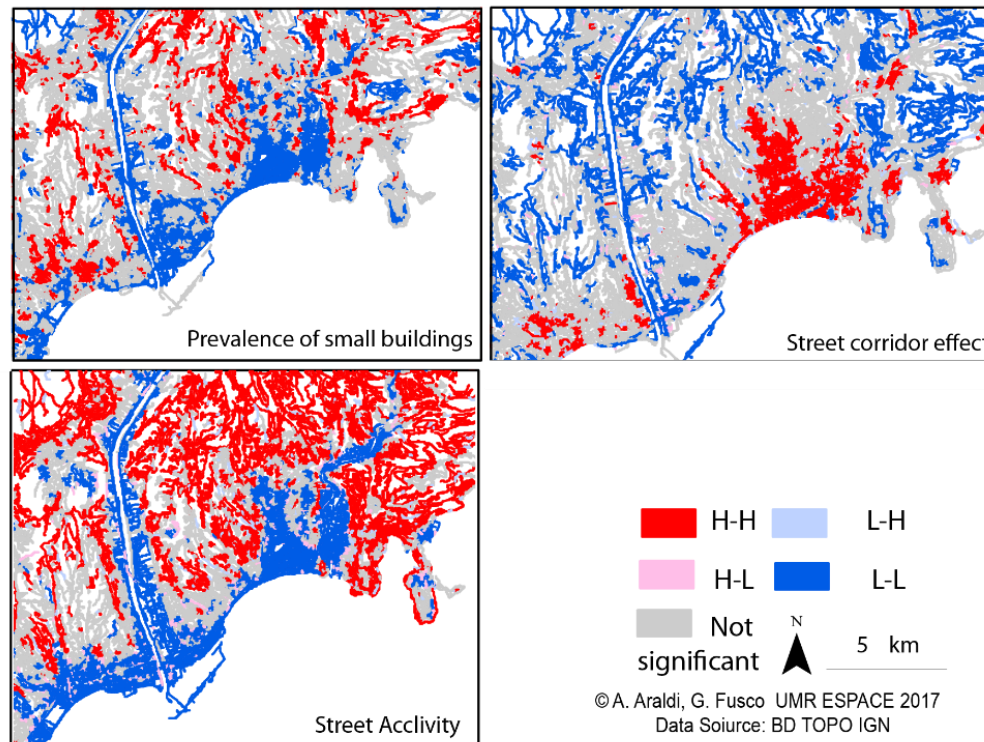 Prevalence of small buildings
Street corridor effect
Street Acclivity
H-H
L-H
H-L
L-L
Not
significant
N
5 km
© A. Araldi, G. Fusco UMR ESPACE 2017
Data Soiurce: BD TOPO IGN